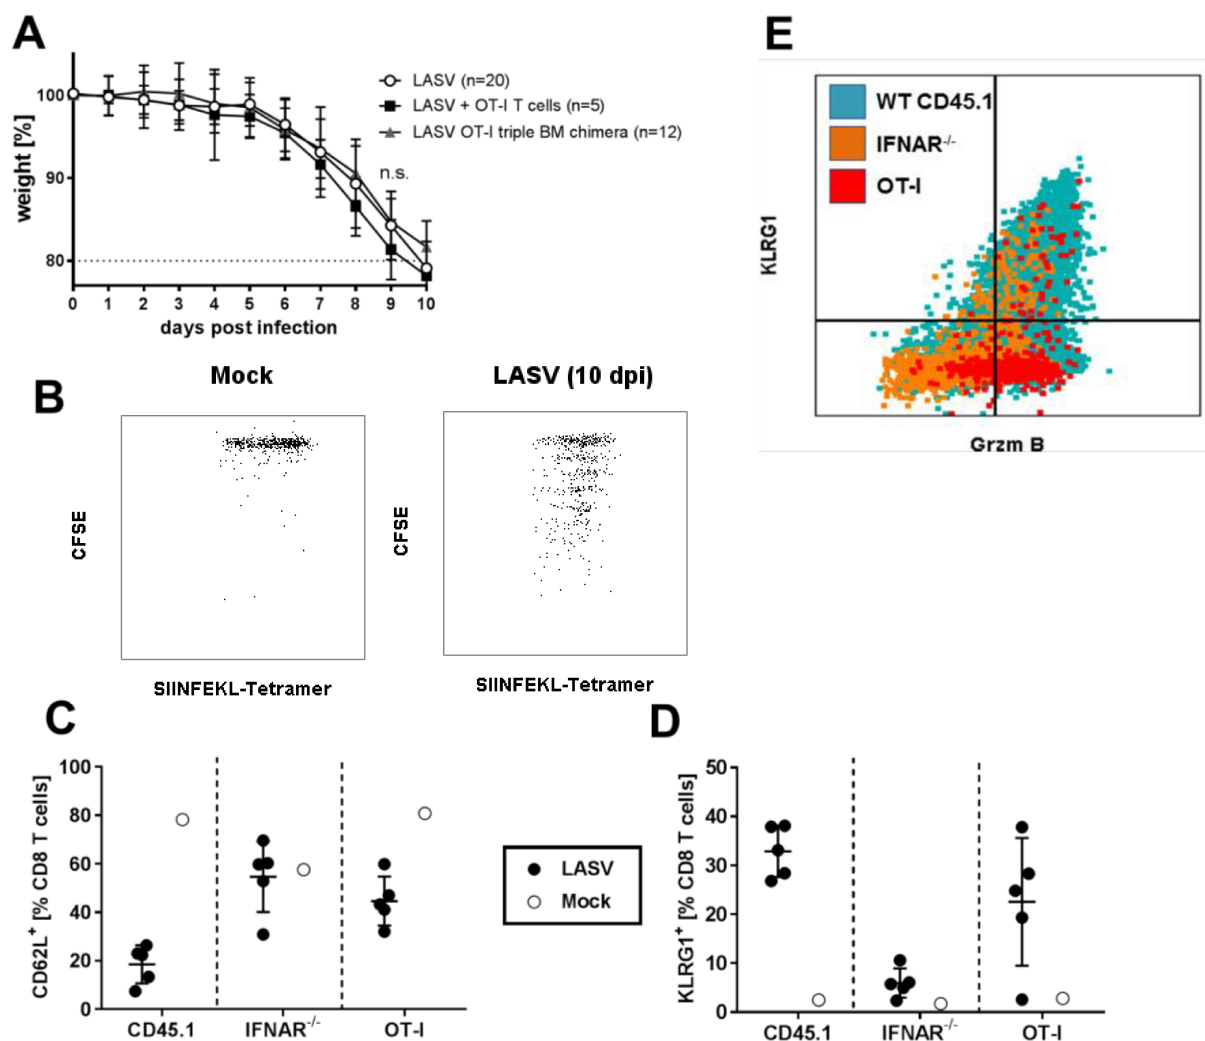 A
100
90
80
weight [%]
0 1 2 3 4 5 6 7 8 9 10
days post infection
LASV (n=20)
LASV + OT-I T cells (n=5)
LASV OT-I triple BM chimera (n=12)
n.s.
E
WT CD45.1
IFNAR-/-
OT-I
KLRG1
Grzm B
B
Mock
LASV (10 dpi)
CFSE
CFSE
SIINFEKL-Tetramer
SIINFEKL-Tetramer
C
100
80
60
40
20
0
CD62L+ [% CD8 T cells]
CD45.1 IFNAR-/- OT-I
LASV
Mock
D
50
40
30
20
10
0
KLRG1+ [% CD8 T cells]
CD45.1 IFNAR-/- OT-I